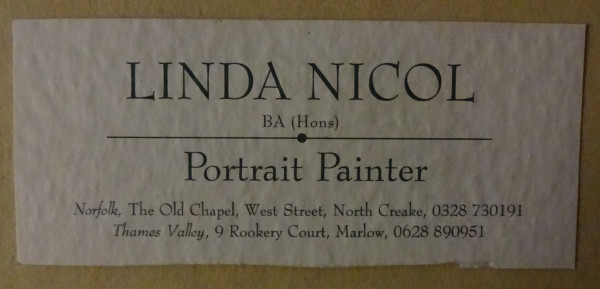 LINDA NICOL
BA (Hons)
Portrait Painter
Norfolk, The Old Chapel, West Street, North Creake, 0328 730191
Thames Valley, 9 Rookery Court, Marlow, 0628 890951